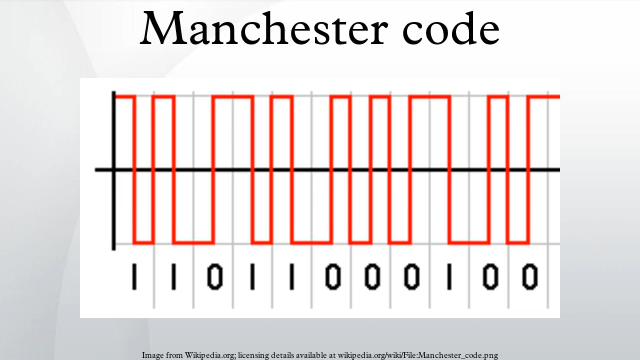 Manchester code
1 1 0 1 1 0 0 0 1 0 0
Image from Wikipedia.org; licensing details available at wikipedia.org/wiki/File:Manchester_code.png